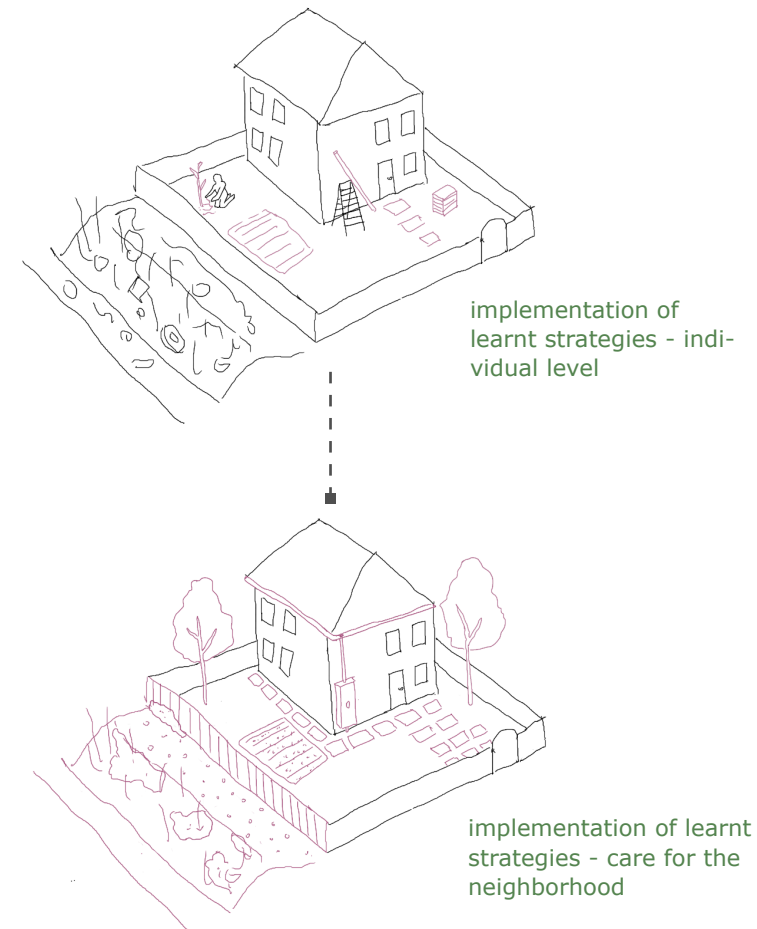 implementation of
learnt strategies - indi-
vidual level
implementation of learnt
strategies - care for the
neighborhood